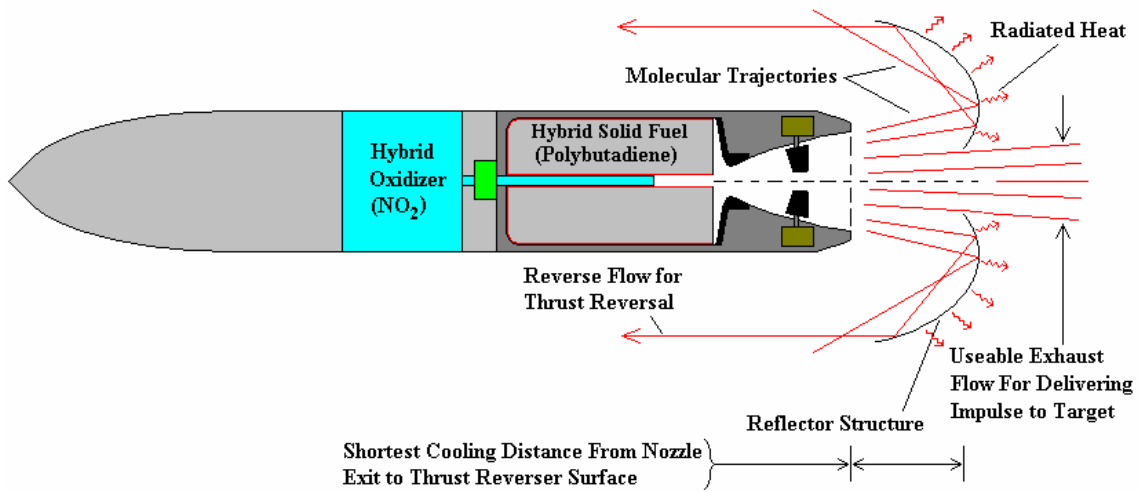 Radiated Heat
Molecular Trajectories
Hybrid Solid Fuel
(Polybutadiene)
Hybrid
Oxidizer
(NO2)
Reverse Flow for
Thrust Reversal
Useable Exhaust
Flow For Delivering
Impulse to Target
Reflector Structure
Shortest Cooling Distance From Nozzle
Exit to Thrust Reverser Surface